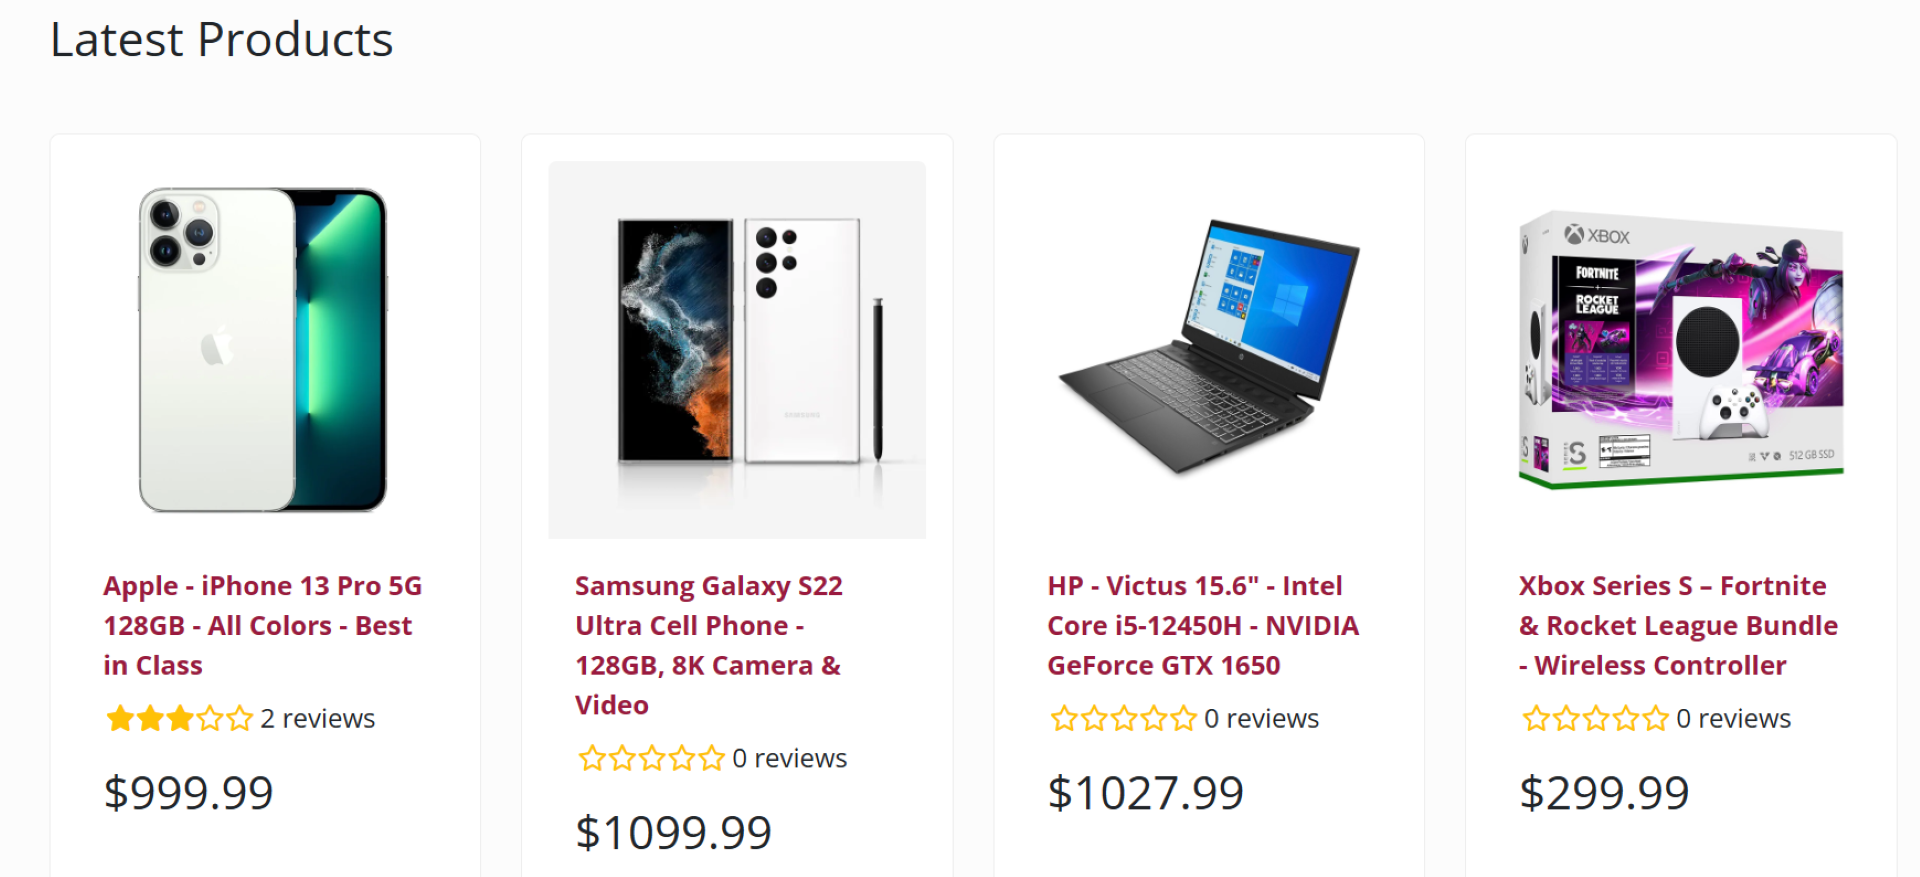 Latest Products
Apple - iPhone 13 Pro 5G
128GB - All Colors - Best
in Class
2 reviews
$999.99
SAMSUNG
Samsung Galaxy S22
Ultra Cell Phone -
128GB, 8K Camera &
Video
0 reviews
$1099.99
HP - Victus 15.6" - Intel
Core i5-12450H - NVIDIA
GeForce GTX 1650
0 reviews
$1027.99
XBOX
FORTNITE
+
ROCKET
LEAGUE
SERIES S
512 GB SSD
Xbox Series S – Fortnite
& Rocket League Bundle
- Wireless Controller
0 reviews
$299.99